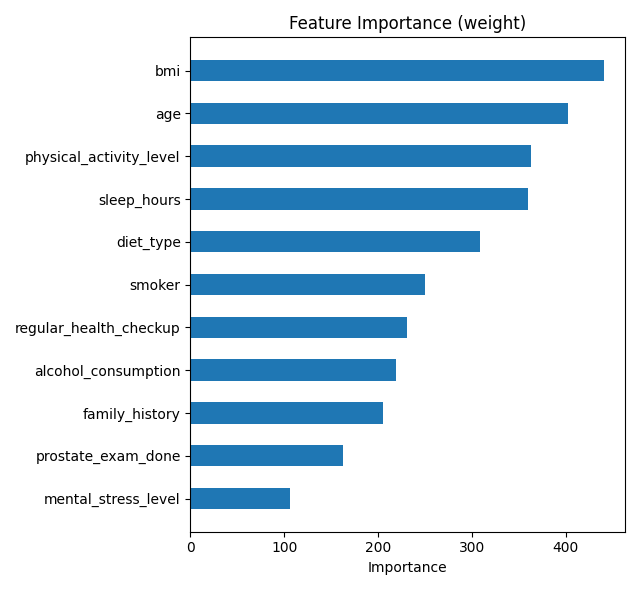 Feature Importance (weight)
bmi
age
physical_activity_level
sleep_hours
diet_type
smoker
regular_health_checkup
alcohol_consumption
family_history
prostate_exam_done
mental_stress_level
0 100 200 300 400
Importance